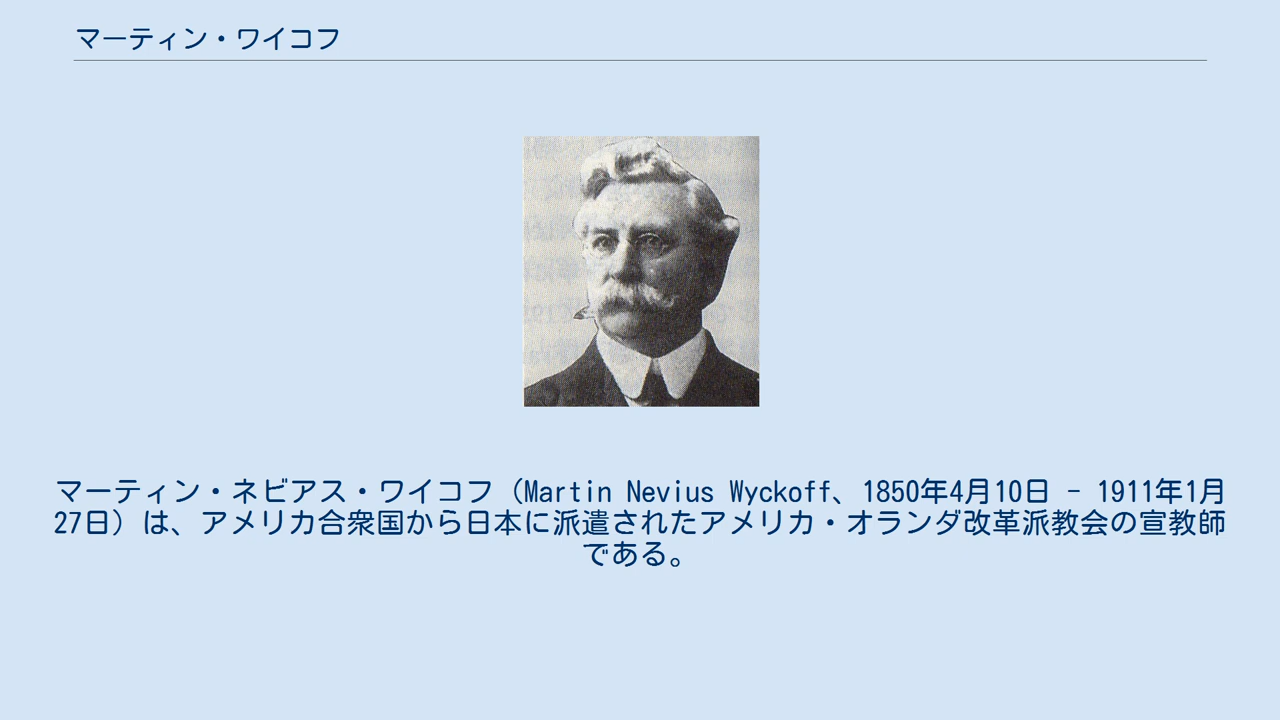 マーティン・ワイコフ
マーティン・ネビアス・ワイコフ（Martin Nevius Wyckoff、1850年4月10日 - 1911年1月
27日）は、アメリカ合衆国から日本に派遣されたアメリカ・オランダ改革派教会の宣教師
である。